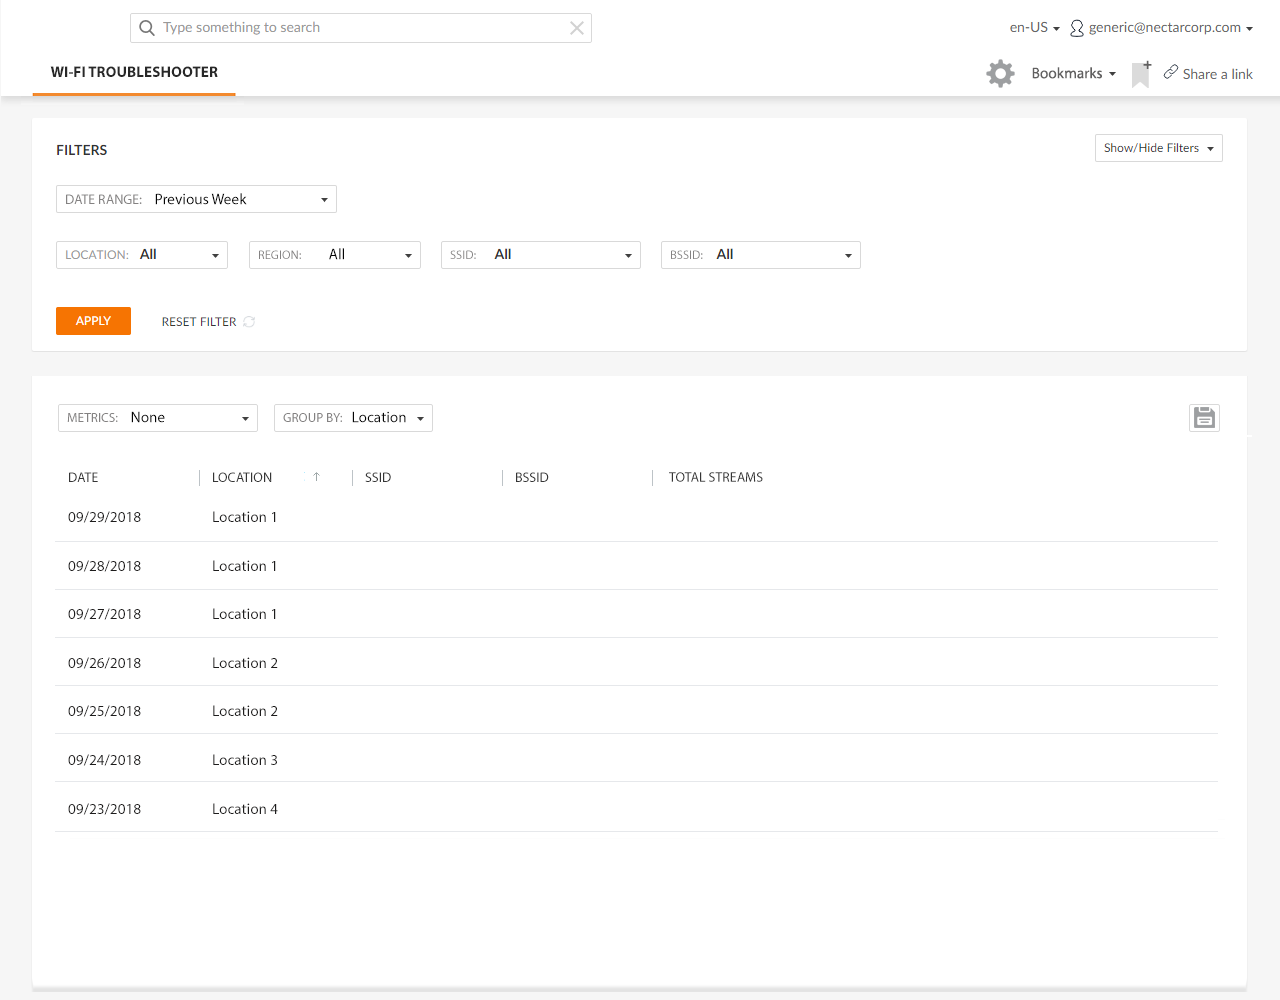 Type something to search
en-US
generic@nectarcorp.com
WI-FI TROUBLESHOOTER
Bookmarks
Share a link
FILTERS
Show/Hide Filters
DATE RANGE: Previous Week
LOCATION: All
REGION: All
SSID: All
BSSID: All
APPLY
RESET FILTER
METRICS: None
GROUP BY: Location
DATE LOCATION SSID BSSID TOTAL STREAMS
09/29/2018 Location 1
09/28/2018 Location 1
09/27/2018 Location 1
09/26/2018 Location 2
09/25/2018 Location 2
09/24/2018 Location 3
09/23/2018 Location 4